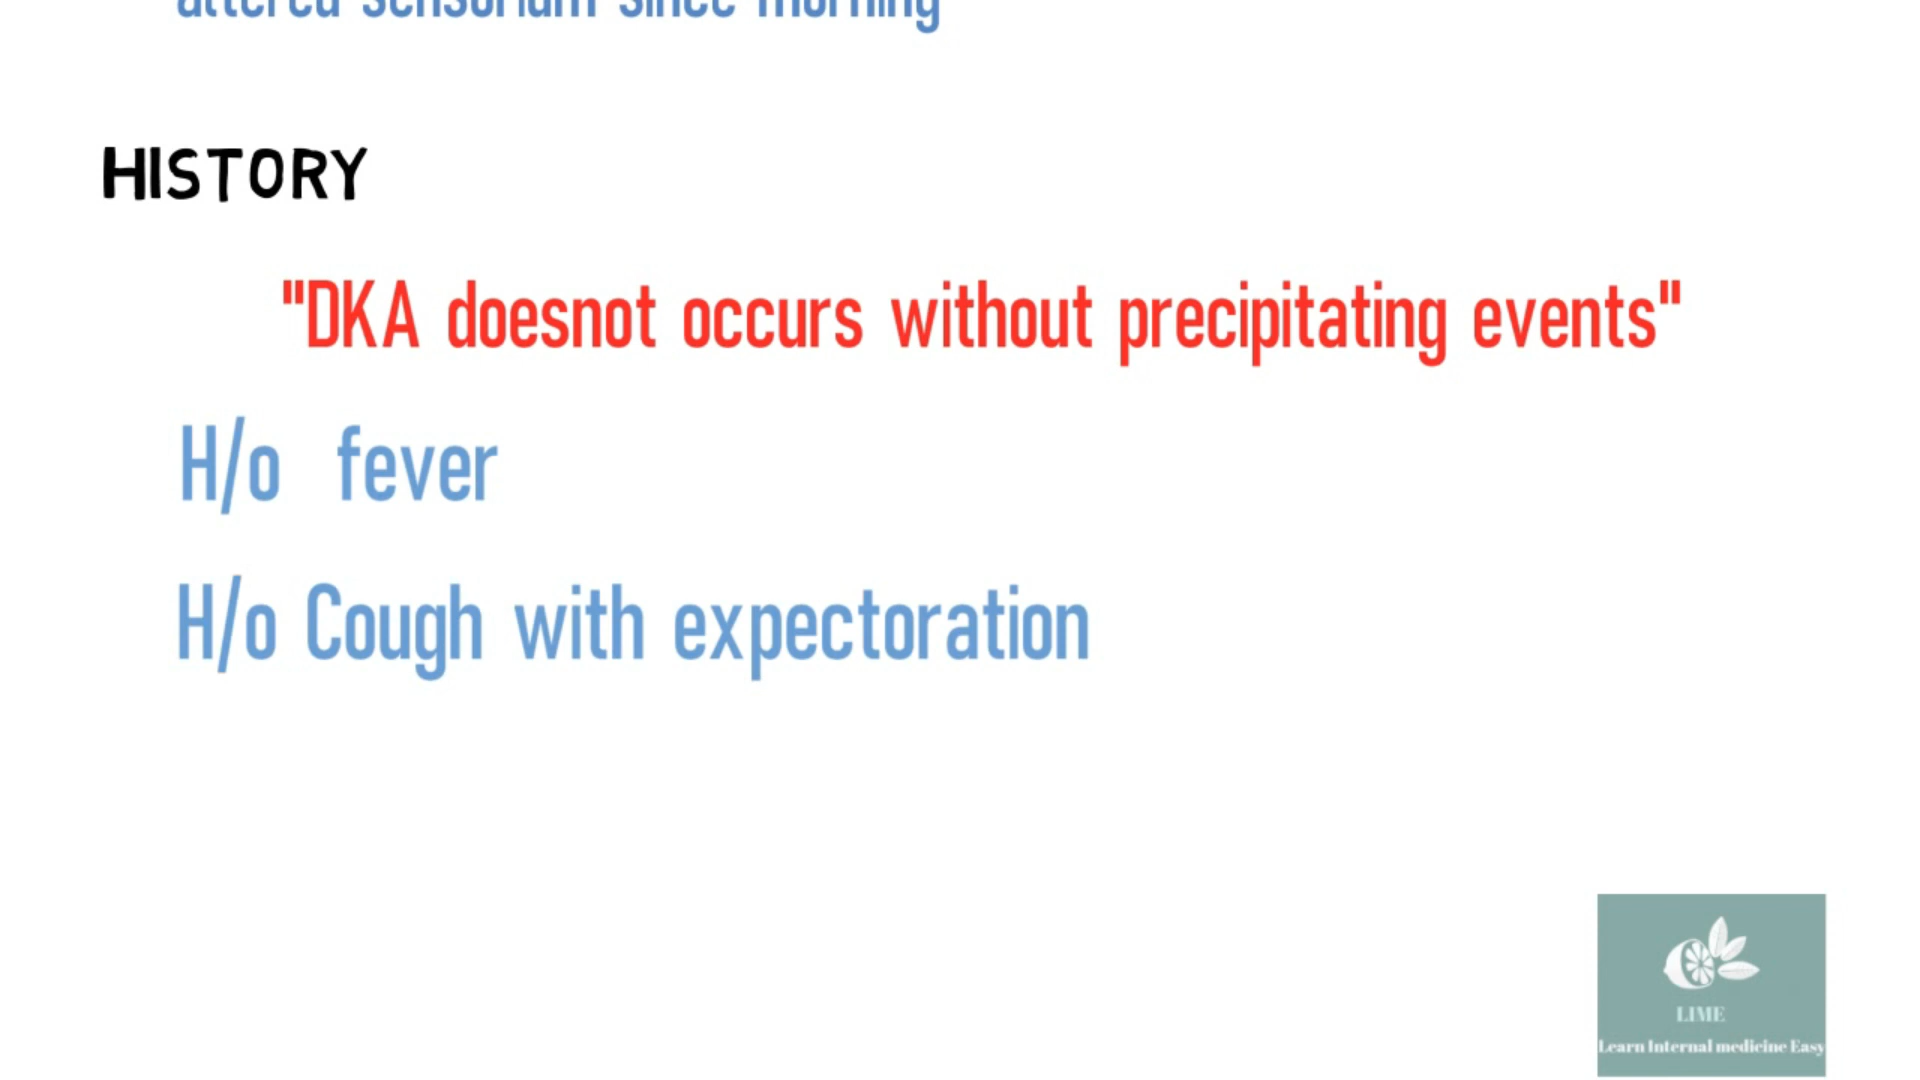 altered sensorium since morning
HISTORY
"DKA doesnot occurs without precipitating events"
H/o fever
H/o Cough with expectoration
LIME
Learn Internal medicine Easy